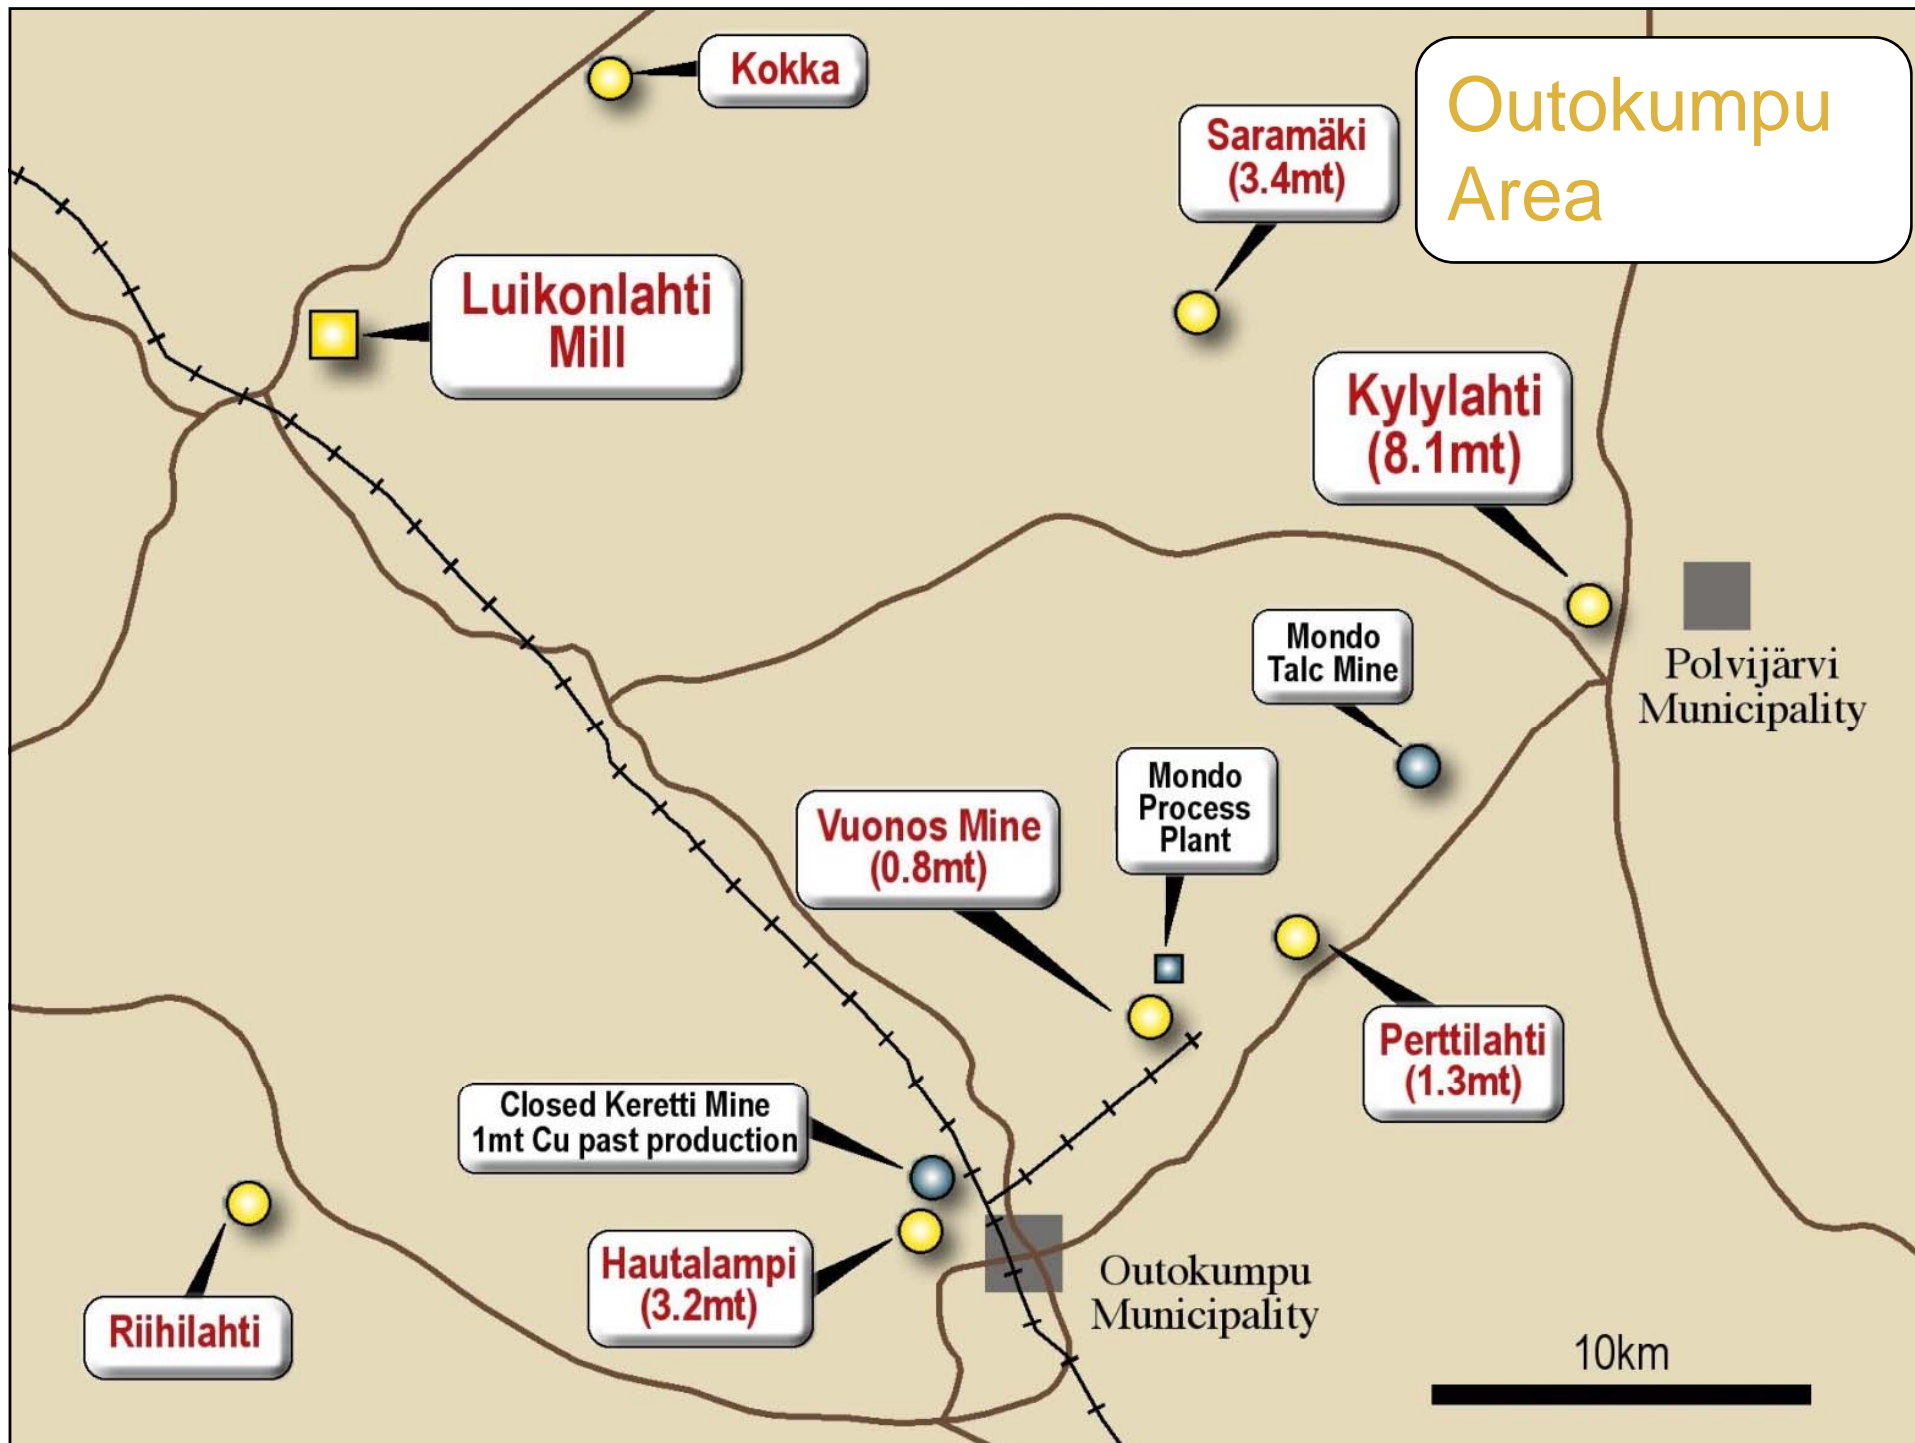 Kokka
Outokumpu
Area
Saramäki
(3.4mt)
Luikonlahti
Mill
Kylylahti
(8.1mt)
Mondo
Talc Mine
Polvijärvi
Municipality
Mondo
Process
Plant
Vuonos Mine
(0.8mt)
Perttilahti
(1.3mt)
Closed Keretti Mine
1mt Cu past production
Hautalampi
(3.2mt)
Outokumpu
Municipality
Riihilahti
10km